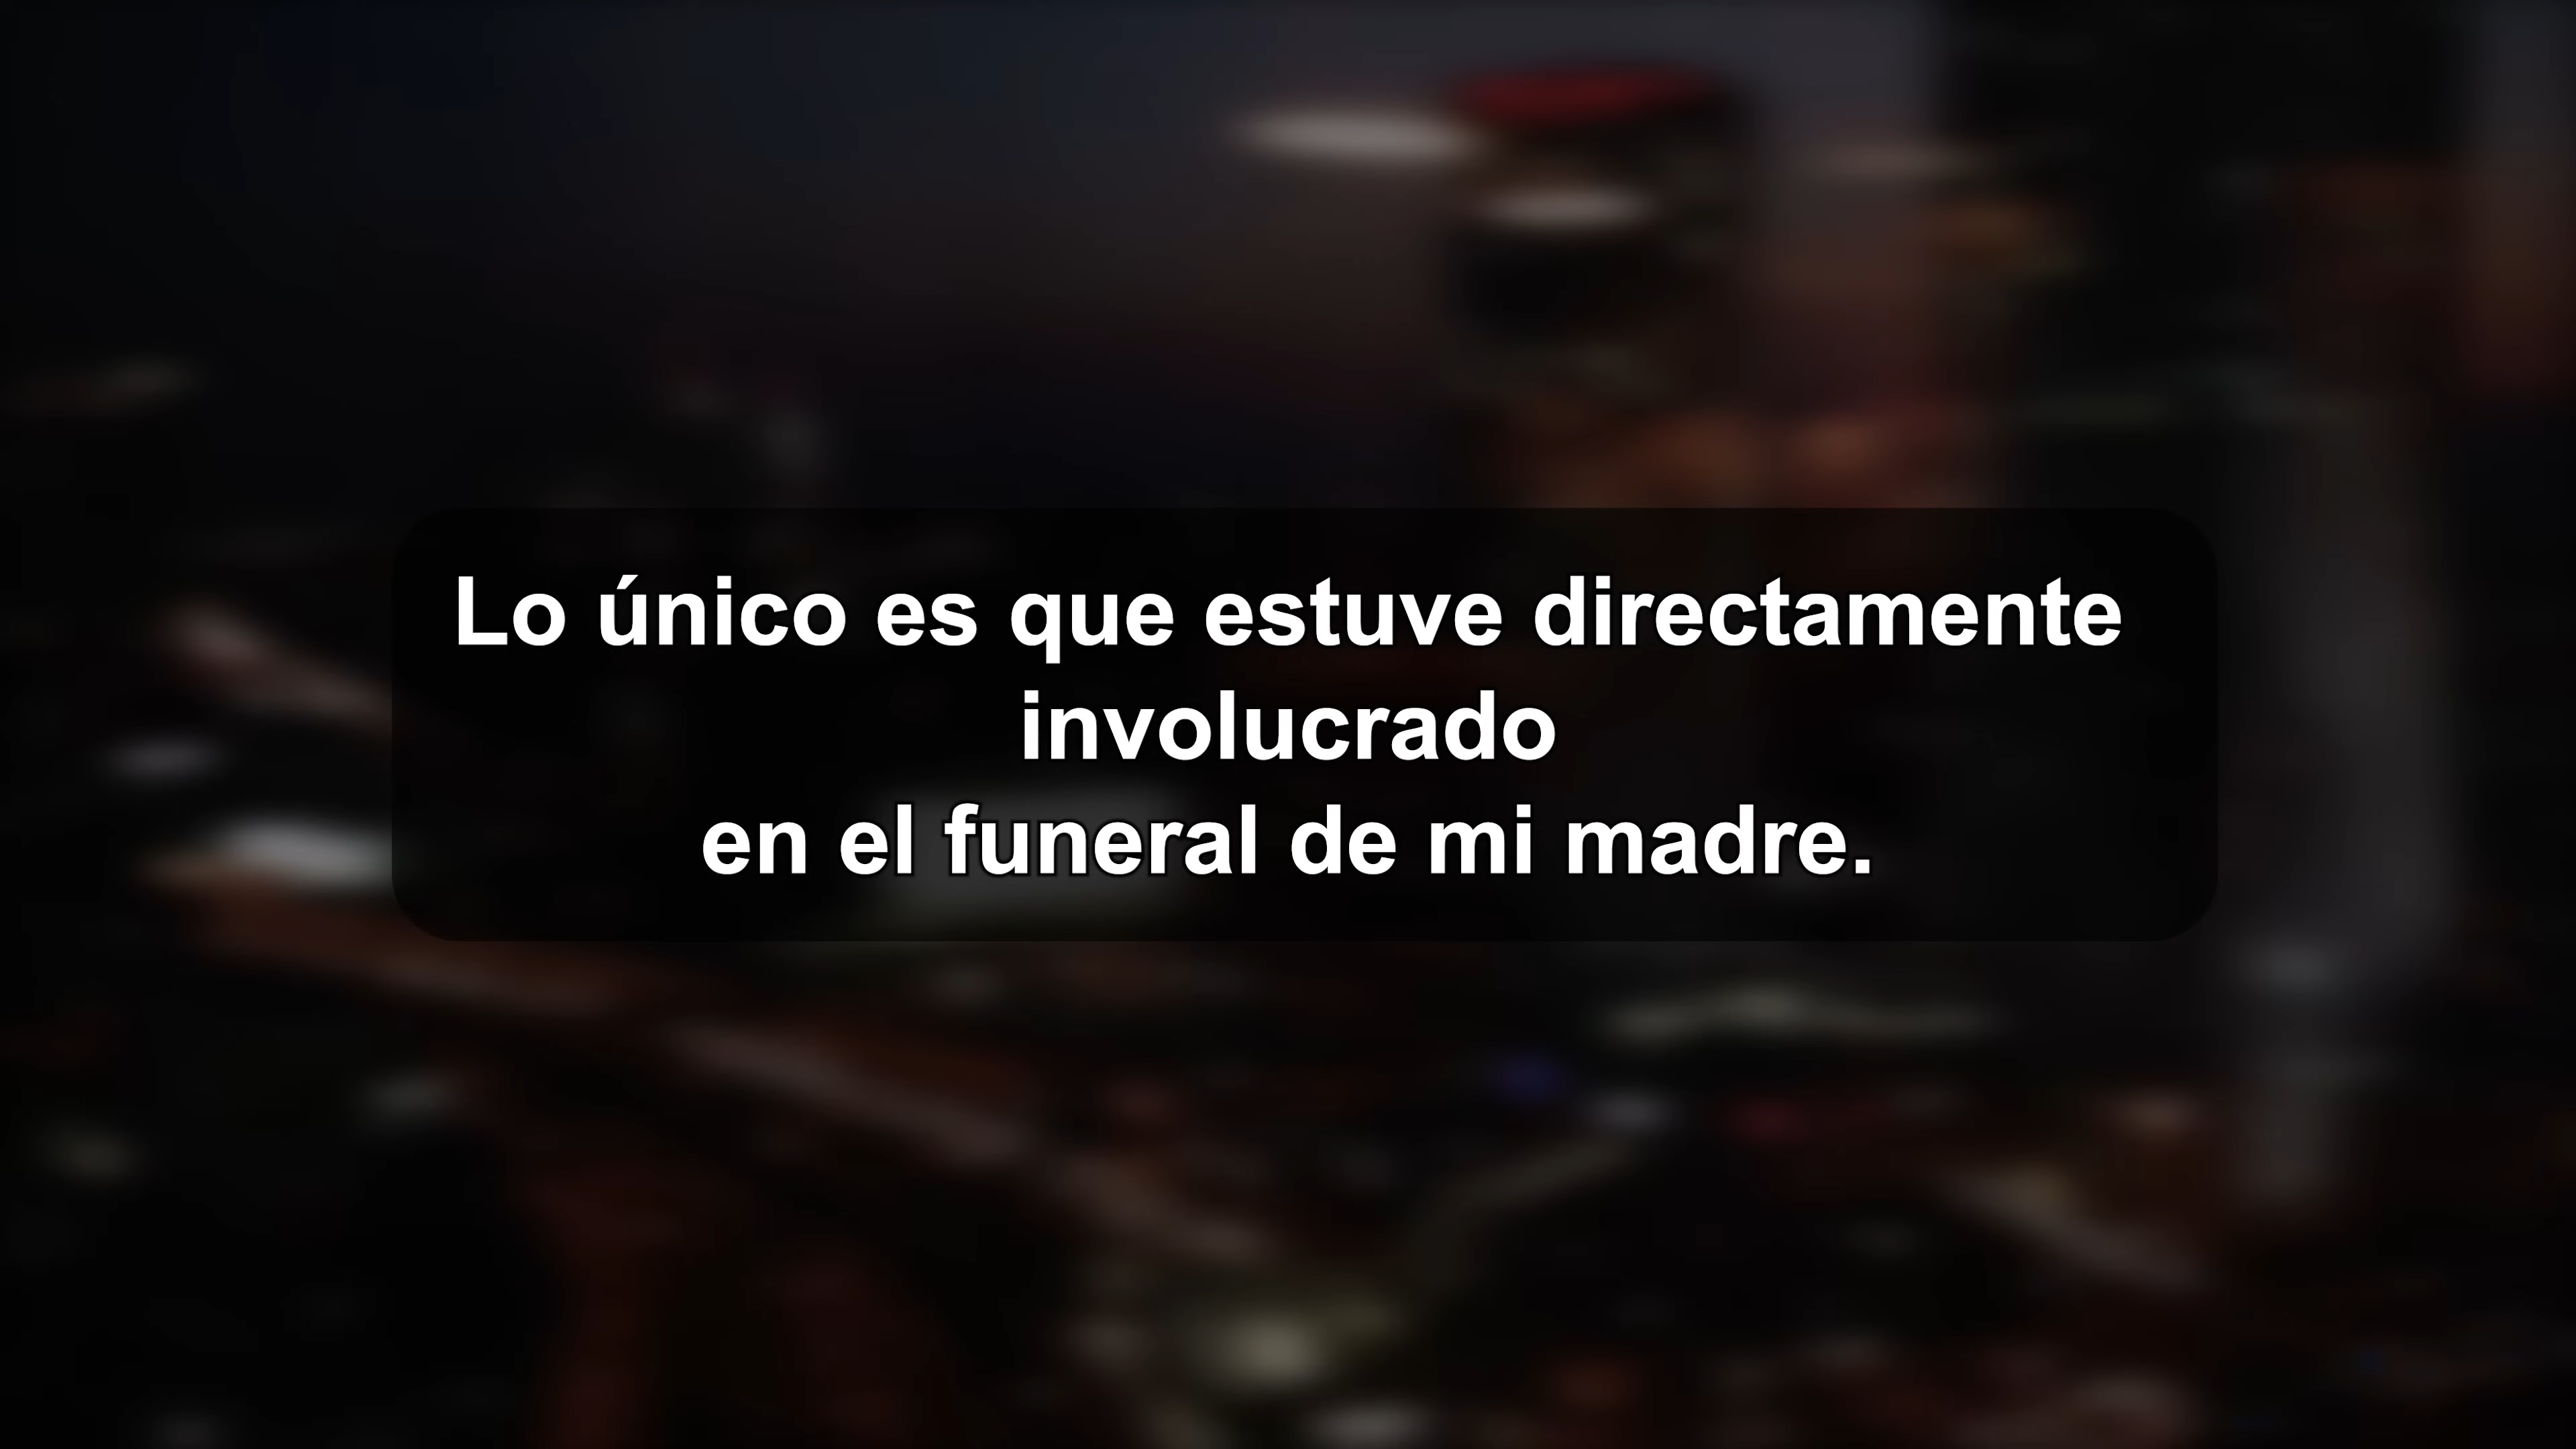 Lo único es que estuve directamente
involucrado
en el funeral de mi madre.